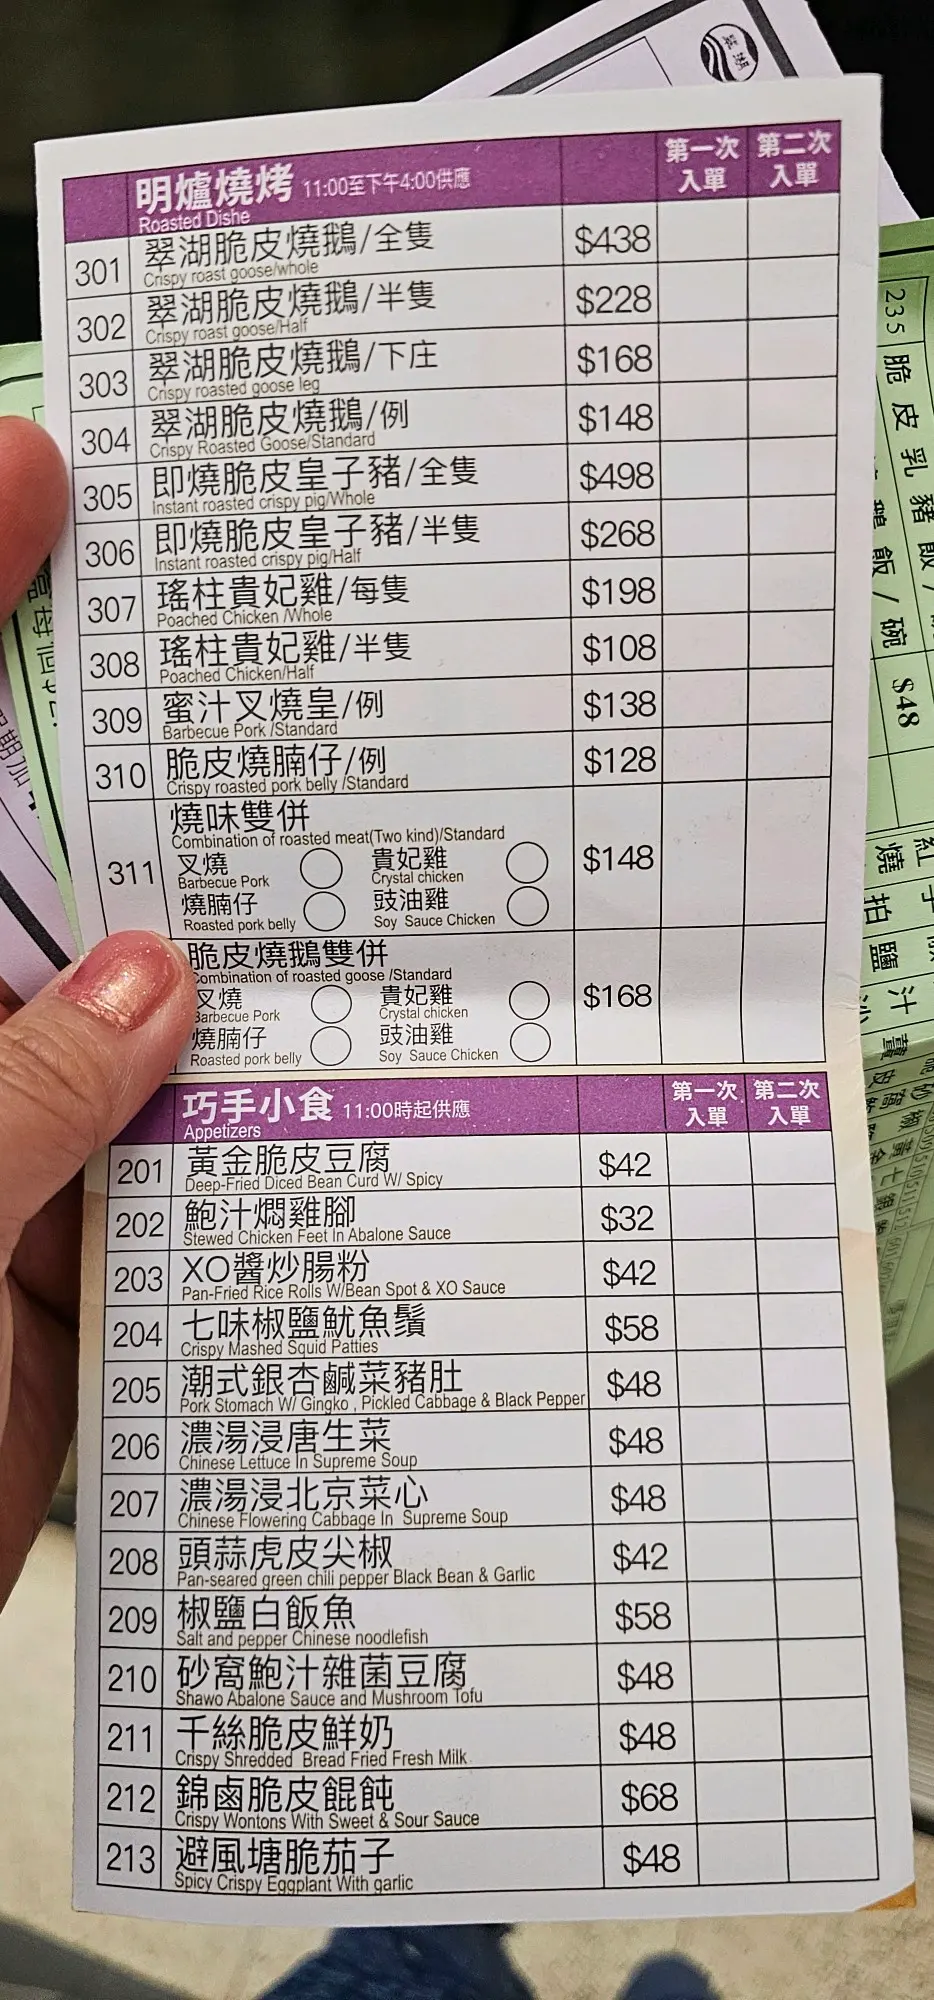 翠湖
明爐燒烤 11:00至下午4:00供應 第一次入單 第二次入單
Roasted Dishe
301 翠湖脆皮燒鵝/全隻 $438
Crispy roast goose/whole
302 翠湖脆皮燒鵝/半隻 $228
Crispy roast goose/Half
303 翠湖脆皮燒鵝/下庄 $168
Crispy roasted goose leg
304 翠湖脆皮燒鵝/例 $148
Crispy Roasted Goose/Standard
305 即燒脆皮皇子豬/全隻 $498
Instant roasted crispy pig/Whole
306 即燒脆皮皇子豬/半隻 $268
Instant roasted crispy pig/Half
307 瑤柱貴妃雞/每隻 $198
Poached Chicken /Whole
308 瑤柱貴妃雞/半隻 $108
Poached Chicken/Half
309 蜜汁叉燒皇/例 $138
Barbecue Pork /Standard
310 脆皮燒腩仔/例 $128
Crispy roasted pork belly /Standard
燒味雙併
Combination of roasted meat(Two kind)/Standard
311 叉燒 貴妃雞 $148
Barbecue Pork Crystal chicken
燒腩仔 豉油雞
Roasted pork belly Soy Sauce Chicken
脆皮燒鵝雙併
ombination of roasted goose /Standard
叉燒 貴妃雞 $168
Barbecue Pork Crystal chicken
燒腩仔 豉油雞
Roasted pork belly Soy Sauce Chicken
巧手小食 11:00時起供應 第一次入單 第二次入單
Appetizers
201 黃金脆皮豆腐 $42
Deep-Fried Diced Bean Curd W/ Spicy
202 鮑汁燜雞腳 $32
Stewed Chicken Feet In Abalone Sauce
203 XO醬炒腸粉 $42
Pan-Fried Rice Rolls W/Bean Spot & XO Sauce
204 七味椒鹽魷魚鬚 $58
Crispy Mashed Squid Patties
205 潮式銀杏鹹菜豬肚 $48
Pork Stomach W/ Gingko , Pickled Cabbage & Black Pepper
206 濃湯浸唐生菜 $48
Chinese Lettuce In Supreme Soup
207 濃湯浸北京菜心 $48
Chinese Flowering Cabbage In Supreme Soup
208 頭蒜虎皮尖椒 $42
Pan-seared green chili pepper Black Bean & Garlic
209 椒鹽白飯魚 $58
Salt and pepper Chinese noodlefish
210 砂窩鮑汁雜菌豆腐 $48
Shawo Abalone Sauce and Mushroom Tofu
211 千絲脆皮鮮奶 $48
Crispy Shredded Bread Fried Fresh Milk
212 錦鹵脆皮餛飩 $68
Crispy Wontons With Sweet & Sour Sauce
213 避風塘脆茄子 $48
Spicy Crispy Eggplant With garlic
235 脆皮乳豬飯/
飯/碗 $48